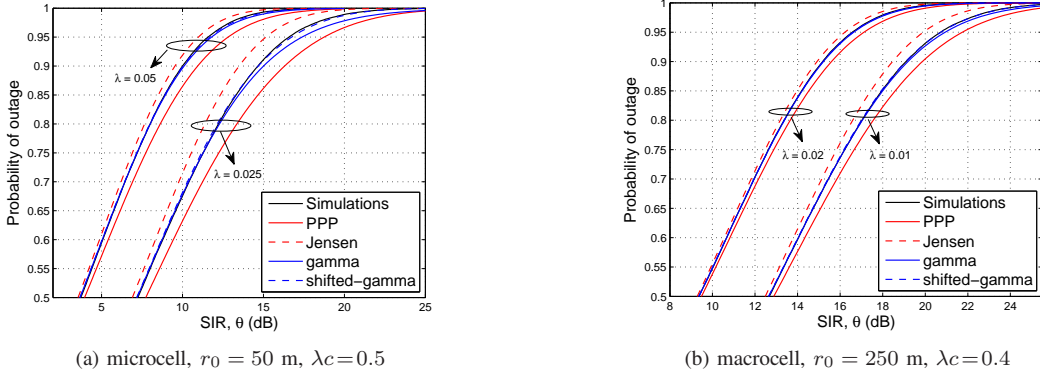 1
0.95
0.9
0.85
0.8
0.75
0.7
0.65
0.6
0.55
0.5
Probability of outage
λ = 0.05
λ = 0.025
Simulations
PPP
Jensen
gamma
shifted−gamma
5 10 15 20 25
SIR, θ (dB)
(a) microcell, r₀ = 50 m, λc=0.5
1
0.95
0.9
0.85
0.8
0.75
0.7
0.65
0.6
0.55
0.5
Probability of outage
λ = 0.02
λ = 0.01
Simulations
PPP
Jensen
gamma
shifted−gamma
8 10 12 14 16 18 20 22 24
SIR, θ (dB)
(b) macrocell, r₀ = 250 m, λc=0.4